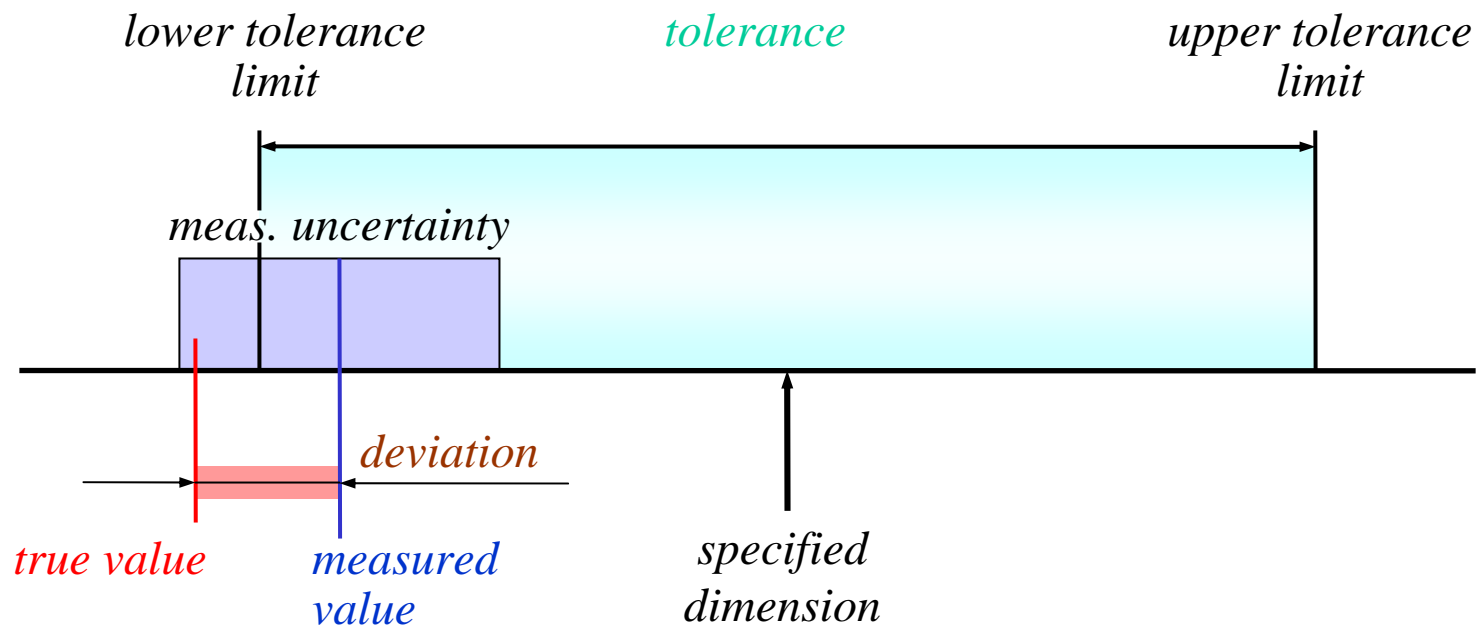 lower tolerance
limit
tolerance
upper tolerance
limit
meas. uncertainty
deviation
true value
measured
value
specified
dimension